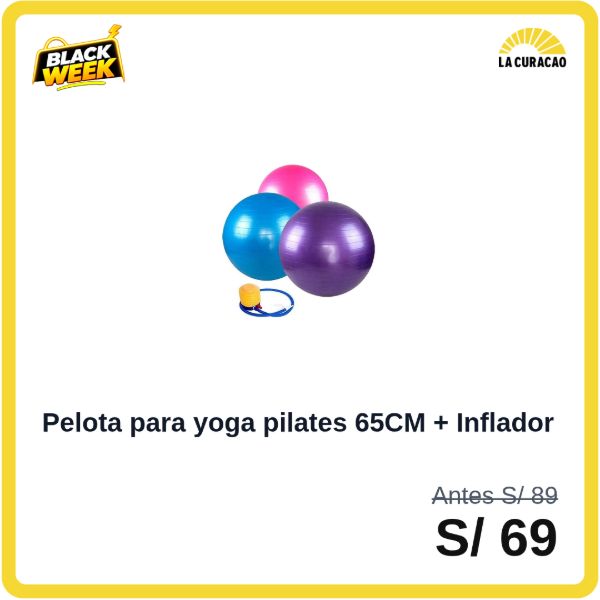 BLACK
WEEK
LA CURACAO
Pelota para yoga pilates 65CM + Inflador
Antes S/ 89
S/ 69